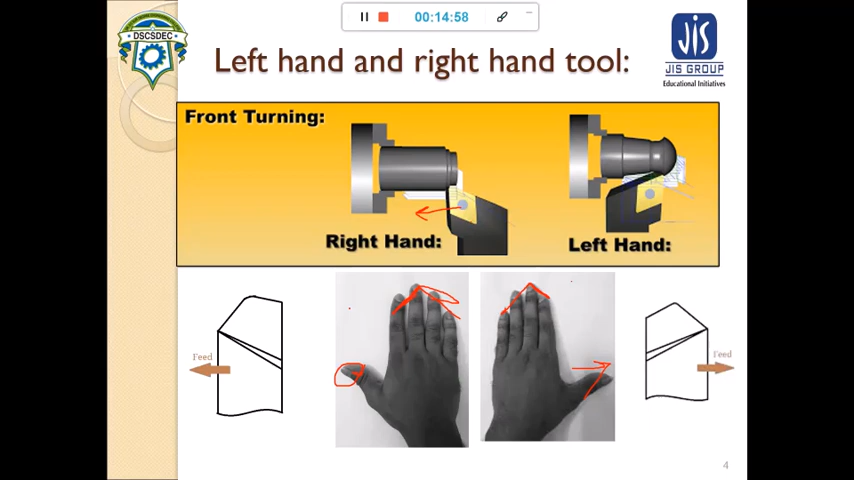 00:14:58
DSCSDEC
Left hand and right hand tool:
JIS
JIS GROUP
Educational Initiatives
Front Turning:
Right Hand:
Left Hand:
Feed
Feed
4